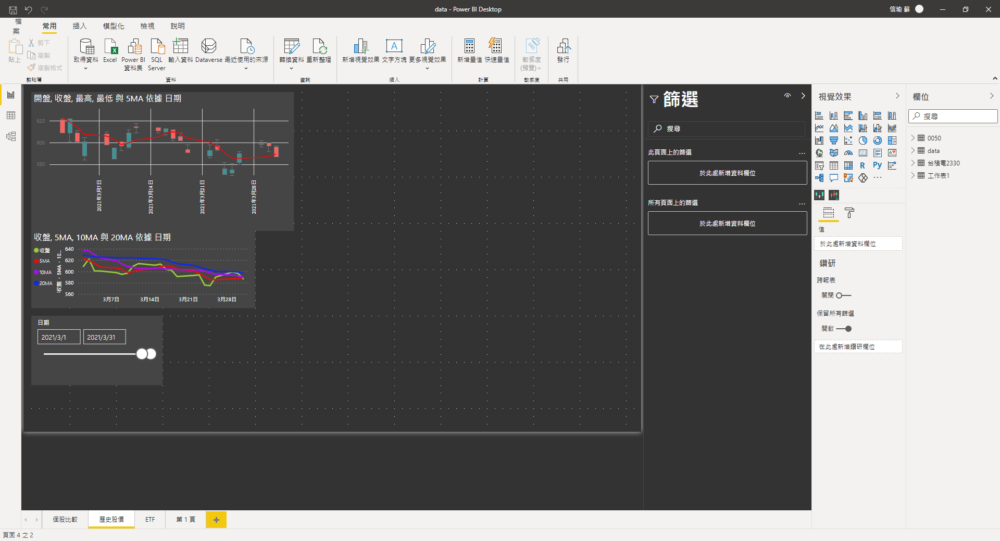 data - Power BI Desktop
信瑜 蘇
檔案
常用
插入
模型化
檢視
說明
貼上
剪下
複製
複製格式
剪貼簿
取得資料
Excel
Power BI 資料集
SQL Server
輸入資料
Dataverse
最近使用的來源
資料
轉換資料
重新整理
查詢
新增視覺效果
文字方塊
更多視覺效果
插入
新增量值
快速量值
計算
敏感度 (預覽)
敏感度
發行
共用
開盤, 收盤, 最高, 最低 與 5MA 依據 日期
620
600
580
2021年3月7日
2021年3月14日
2021年3月21日
2021年3月28日
收盤, 5MA, 10MA 與 20MA 依據 日期
收盤
5MA
10MA
20MA
收盤，5MA，10...
640
620
600
580
560
3月7日
3月14日
3月21日
3月28日
日期
2021/3/1
2021/3/31
篩選
搜尋
此頁面上的篩選
...
於此處新增資料欄位
所有頁面上的篩選
...
於此處新增資料欄位
視覺效果
R
Py
123
...
值
於此處新增資料欄位
鑽研
跨報表
關閉
保留所有篩選
開啟
在此處新增鑽研欄位
欄位
搜尋
0050
data
台積電2330
工作表1
個股比較
歷史股價
ETF
第 1 頁
+
頁面 4 之 2